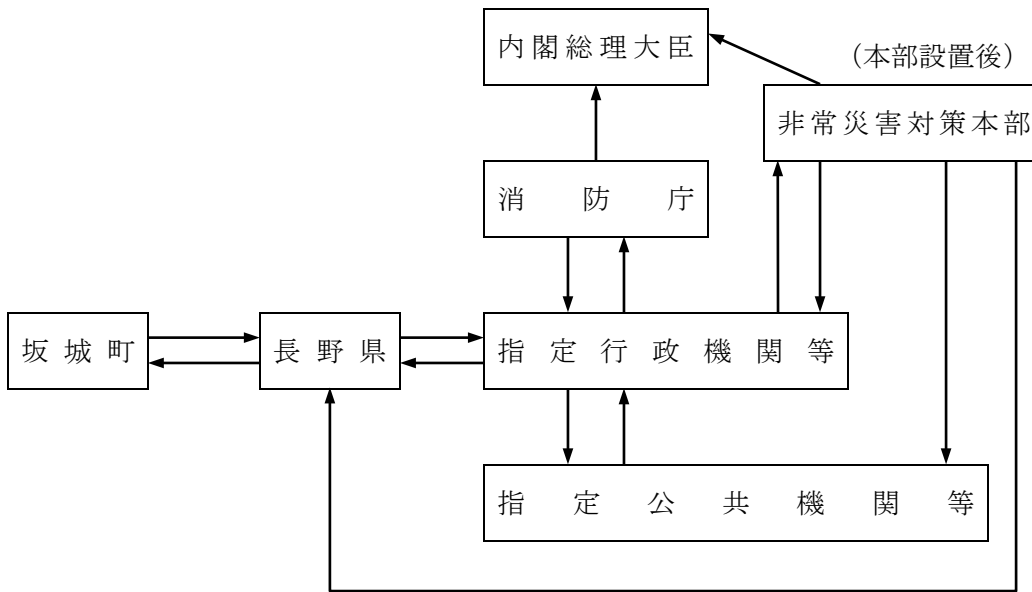 内閣総理大臣
（本部設置後）
非常災害対策本部
消防庁
坂城町
長野県
指定行政機関等
指定公共機関等